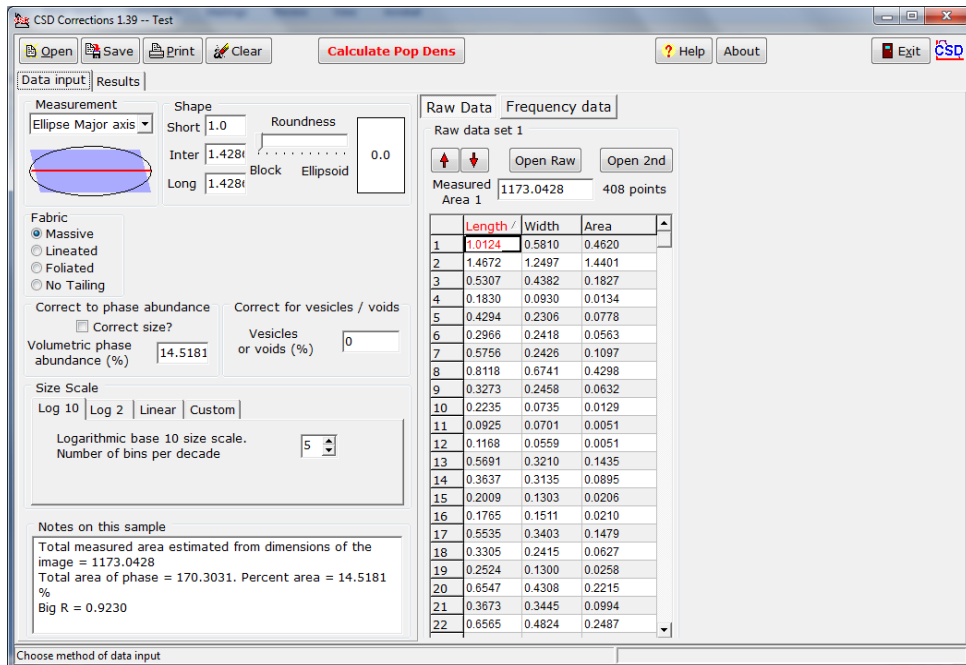 CSD Corrections 1.39 -- Test
Open Save Print Clear Calculate Pop Dens Help About Exit CSD
Data input Results
Measurement
Ellipse Major axis
Shape
Short 1.0
Inter 1.428
Long 1.428
Roundness
Block Ellipsoid
0.0
Fabric
Massive
Lineated
Foliated
No Tailing
Correct to phase abundance
Correct size?
Volumetric phase
abundance (%)
14.5181
Correct for vesicles / voids
Vesicles
or voids (%)
0
Size Scale
Log 10 Log 2 Linear Custom
Logarithmic base 10 size scale.
Number of bins per decade
5
Notes on this sample
Total measured area estimated from dimensions of the
image = 1173.0428
Total area of phase = 170.3031. Percent area = 14.5181
%
Big R = 0.9230
Raw Data Frequency data
Raw data set 1
Open Raw Open 2nd
Measured
Area 1
1173.0428 408 points
Length / Width Area
1 1.0124 0.5810 0.4620
2 1.4672 1.2497 1.4401
3 0.5307 0.4382 0.1827
4 0.1830 0.0930 0.0134
5 0.4294 0.2306 0.0778
6 0.2966 0.2418 0.0563
7 0.5756 0.2426 0.1097
8 0.8118 0.6741 0.4298
9 0.3273 0.2458 0.0632
10 0.2235 0.0735 0.0129
11 0.0925 0.0701 0.0051
12 0.1168 0.0559 0.0051
13 0.5691 0.3210 0.1435
14 0.3637 0.3135 0.0895
15 0.2009 0.1303 0.0206
16 0.1765 0.1511 0.0210
17 0.5535 0.3403 0.1479
18 0.3305 0.2415 0.0627
19 0.2524 0.1300 0.0258
20 0.6547 0.4308 0.2215
21 0.3673 0.3445 0.0994
22 0.6565 0.4824 0.2487
Choose method of data input